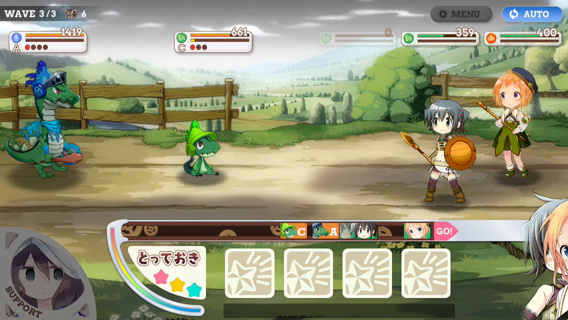 WAVE 3/3 6
MENU
AUTO
1419
A
661
C
0
359
400
C A GO!
とっておき
SUPPORT